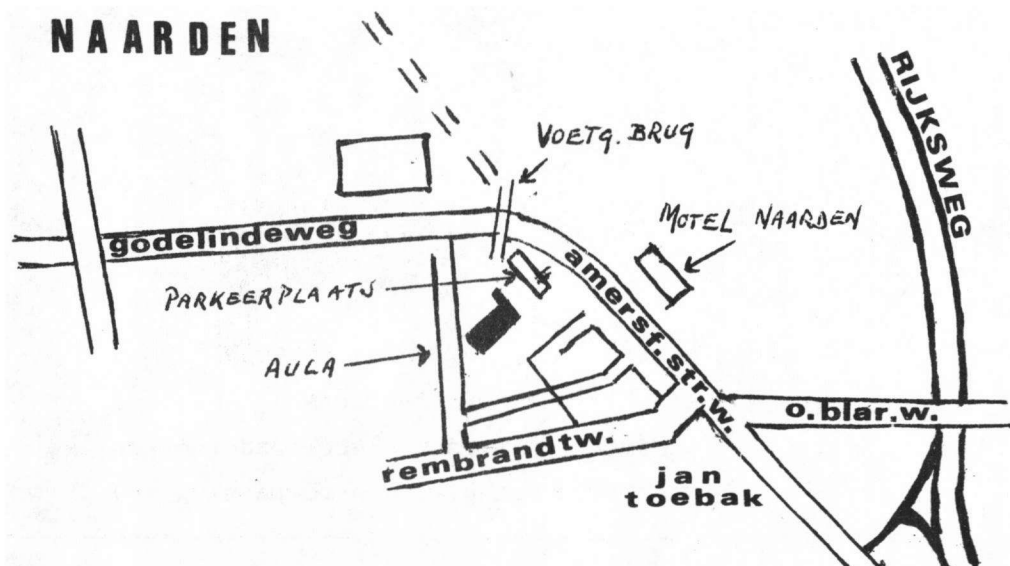 NAARDEN
VOETG. BRUG
RIJKSWEG
MOTEL NAARDEN
godelindeweg
amersf.str.w.
PARKEERPLAATS
AULA
o.blar.w.
rembrandtw.
jan
toebak